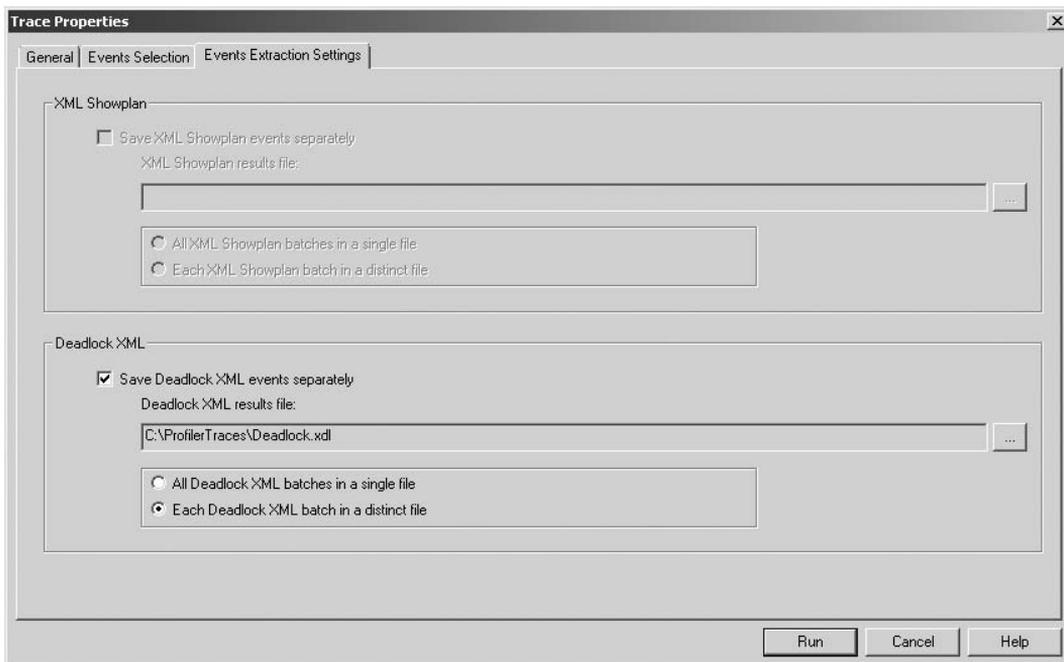 Trace Properties
General Events Selection Events Extraction Settings
XML Showplan
Save XML Showplan events separately
XML Showplan results file:
...
All XML Showplan batches in a single file
Each XML Showplan batch in a distinct file
Deadlock XML
Save Deadlock XML events separately
Deadlock XML results file:
C:\ProfilerTraces\Deadlock.xdl
...
All Deadlock XML batches in a single file
Each Deadlock XML batch in a distinct file
Run Cancel Help